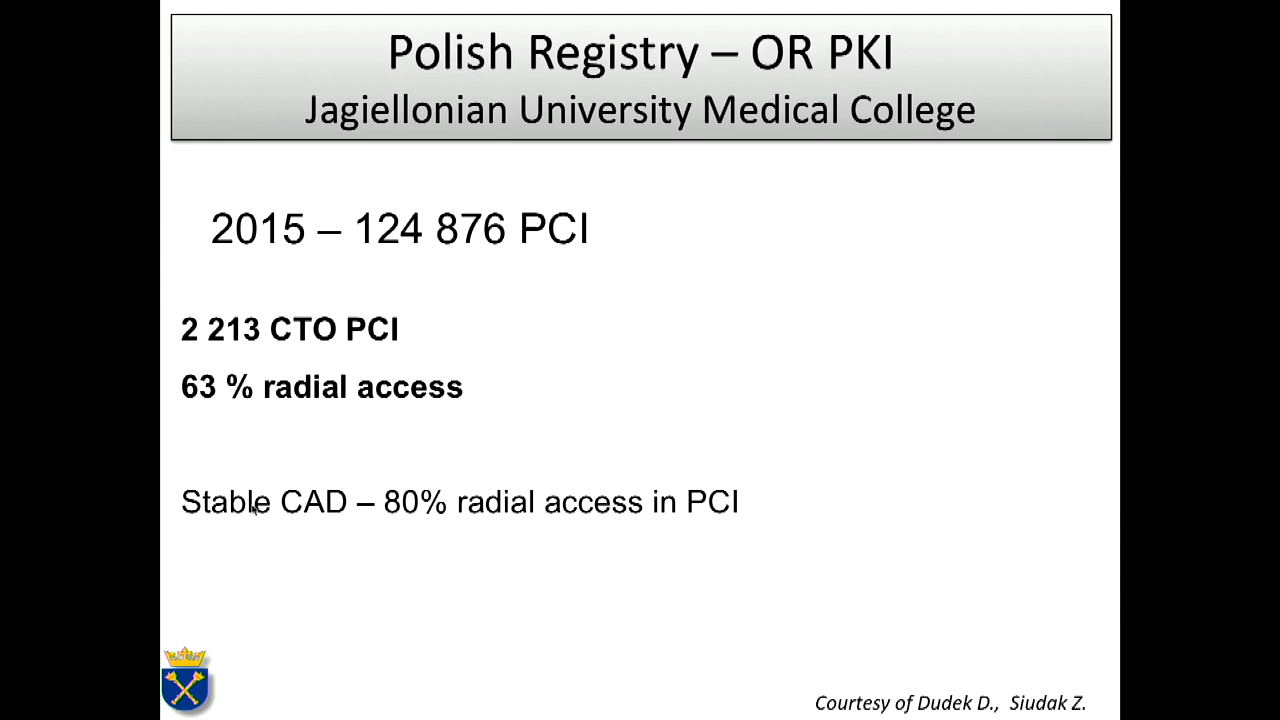 Polish Registry – OR PKI
Jagiellonian University Medical College
2015 – 124 876 PCI
2 213 CTO PCI
63 % radial access
Stable CAD – 80% radial access in PCI
Courtesy of Dudek D., Siudak Z.